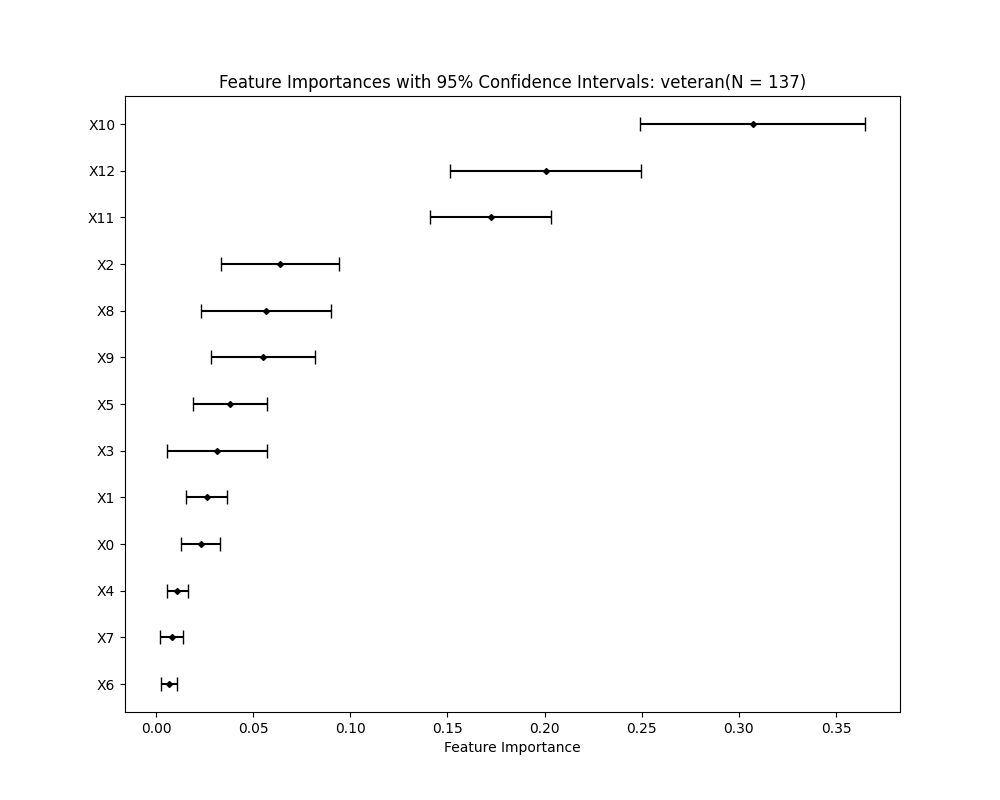 Feature Importances with 95% Confidence Intervals: veteran(N = 137)
X10
X12
X11
X2
X8
X9
X5
X3
X1
X0
X4
X7
X6
0.00 0.05 0.10 0.15 0.20 0.25 0.30 0.35
Feature Importance